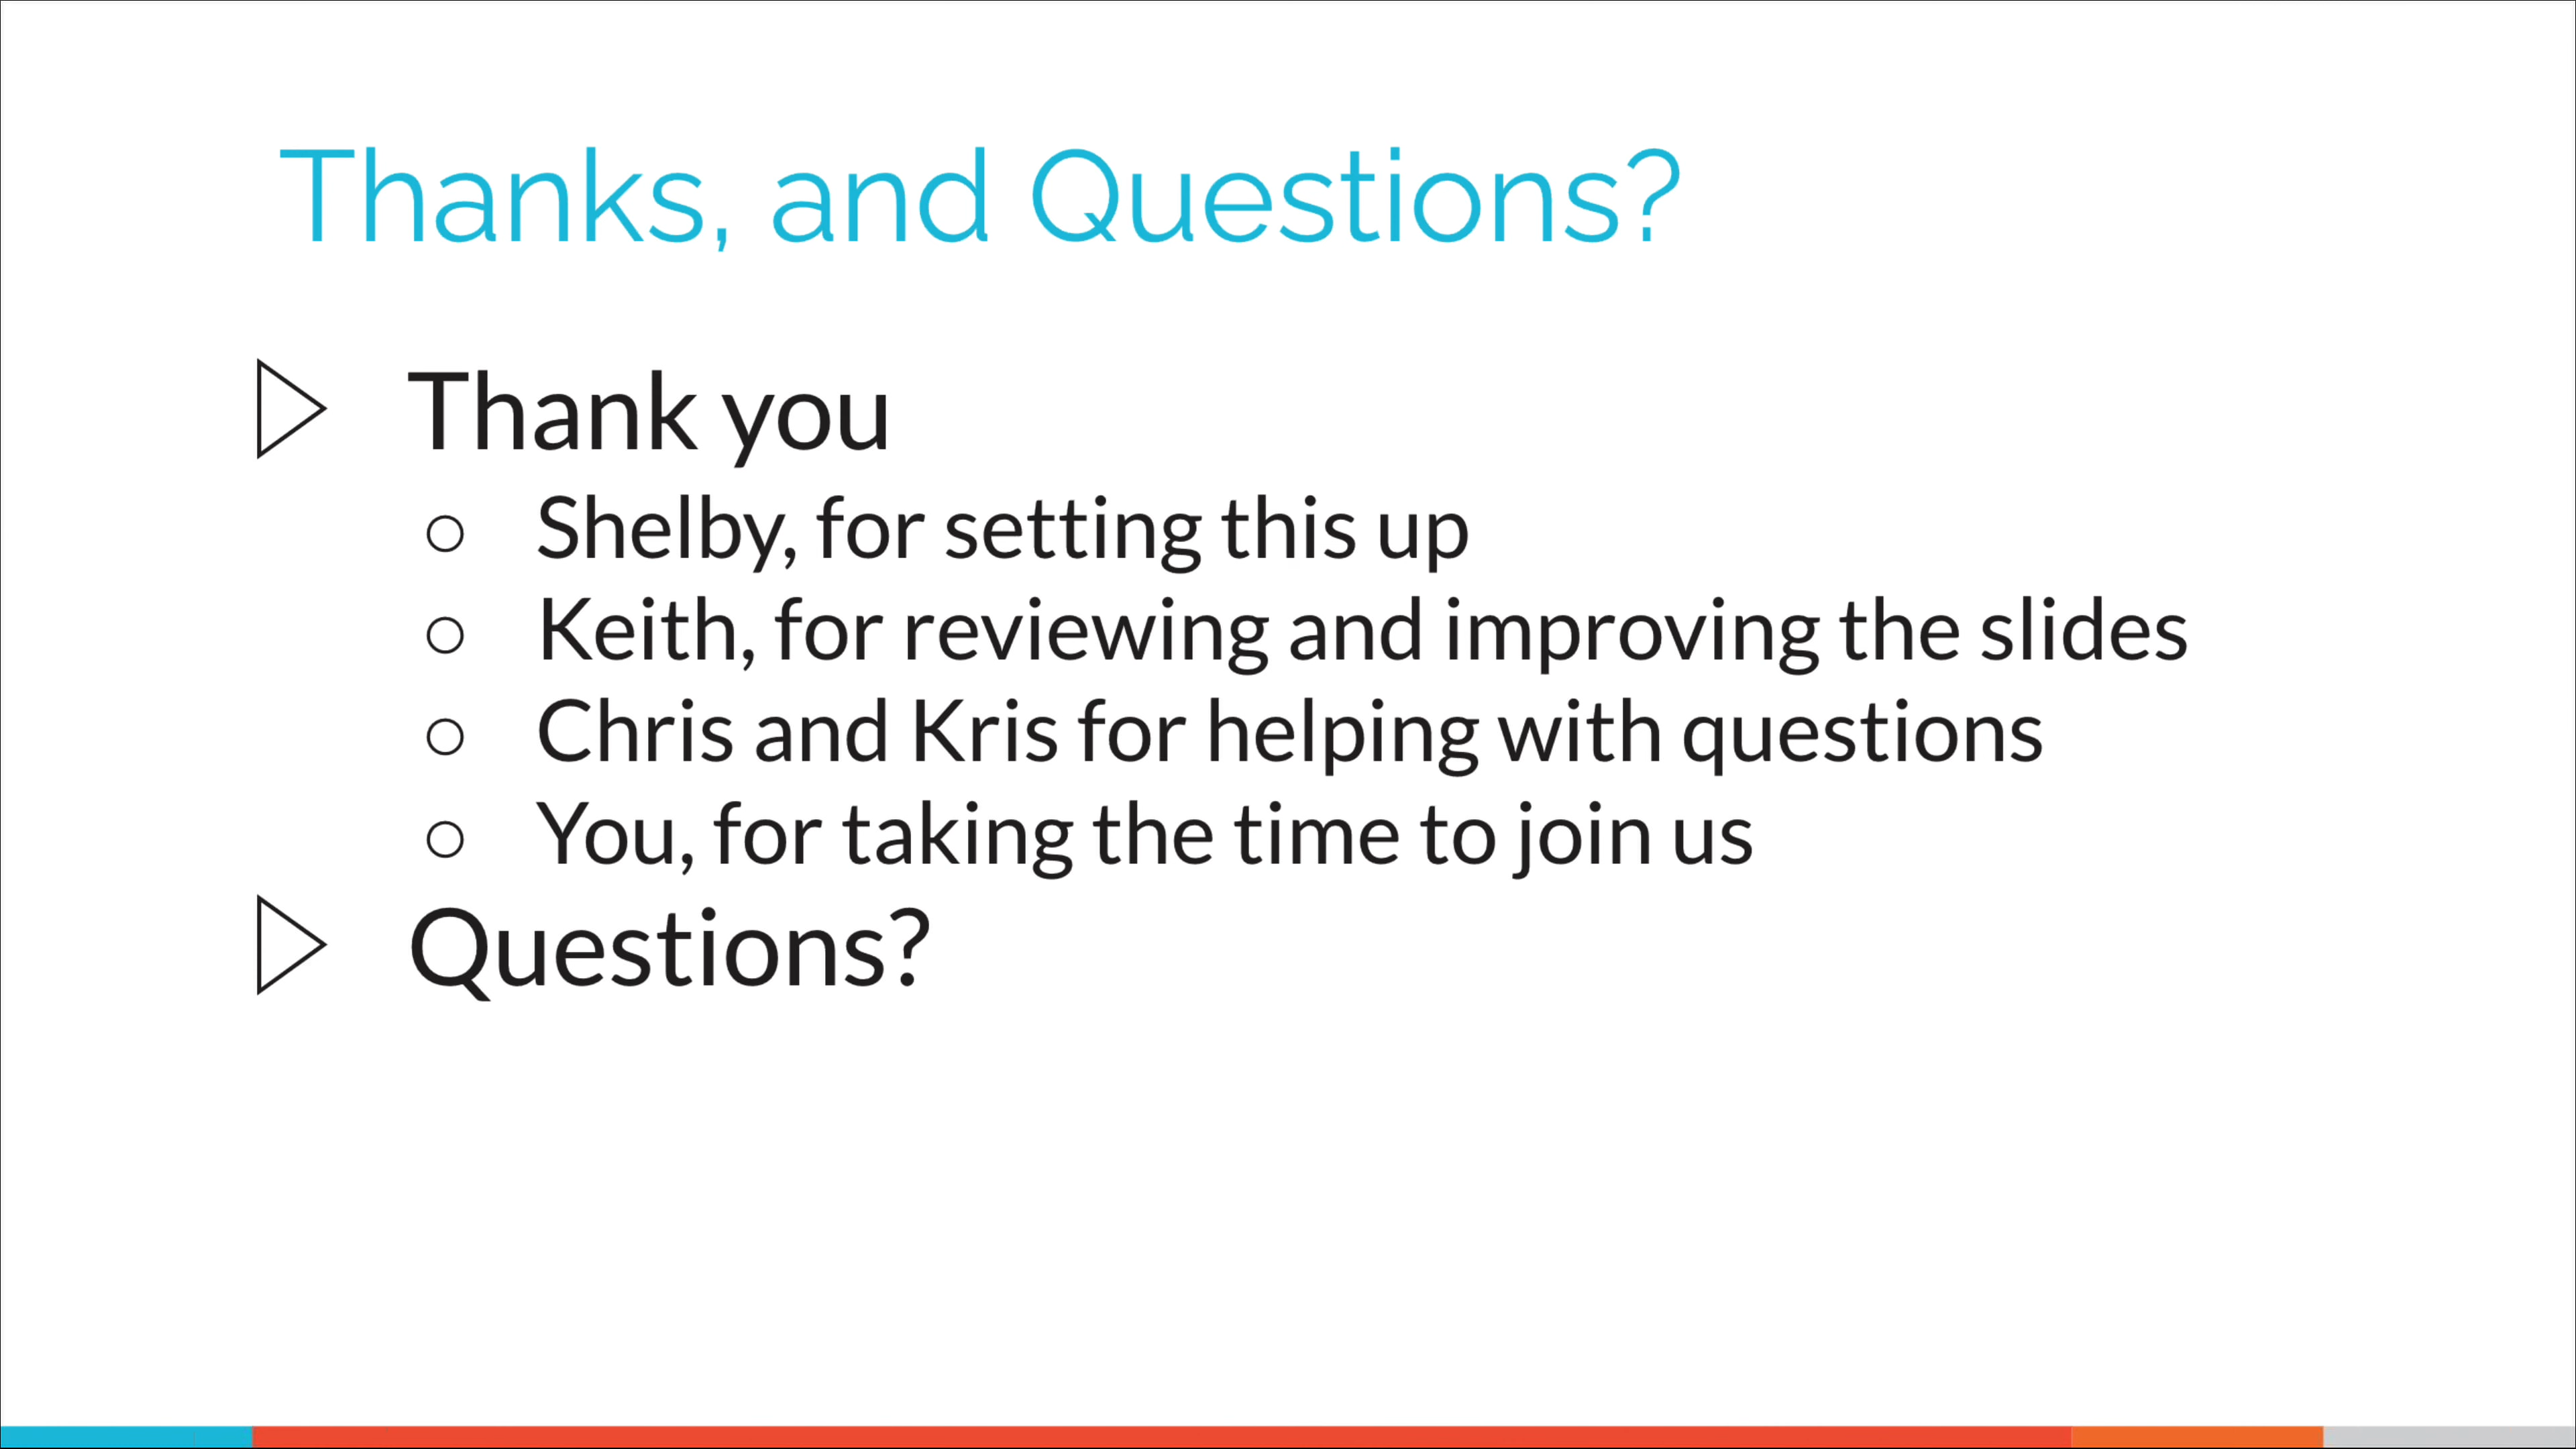 Thanks, and Questions?
Thank you
Shelby, for setting this up
Keith, for reviewing and improving the slides
Chris and Kris for helping with questions
You, for taking the time to join us
Questions?